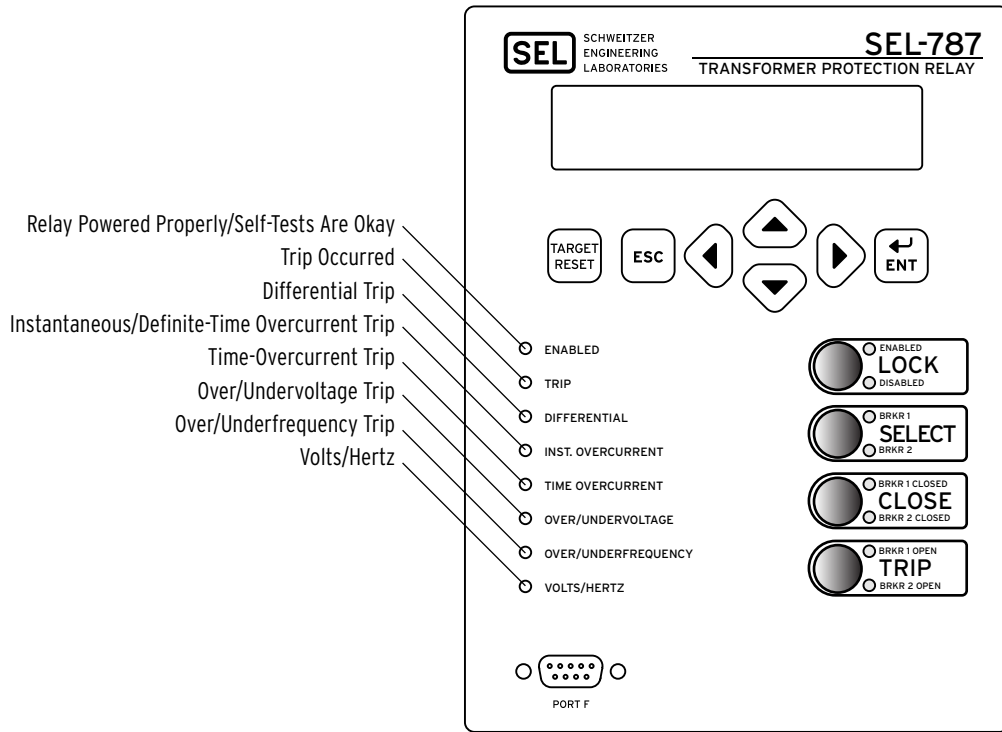 SEL
SCHWEITZER
ENGINEERING
LABORATORIES
SEL-787
TRANSFORMER PROTECTION RELAY
Relay Powered Properly/Self-Tests Are Okay
Trip Occurred
Differential Trip
Instantaneous/Definite-Time Overcurrent Trip
Time-Overcurrent Trip
Over/Undervoltage Trip
Over/Underfrequency Trip
Volts/Hertz
TARGET
RESET
ESC
ENT
ENABLED
TRIP
DIFFERENTIAL
INST. OVERCURRENT
TIME OVERCURRENT
OVER/UNDERVOLTAGE
OVER/UNDERFREQUENCY
VOLTS/HERTZ
ENABLED
LOCK
DISABLED
BRKR 1
SELECT
BRKR 2
BRKR 1 CLOSED
CLOSE
BRKR 2 CLOSED
BRKR 1 OPEN
TRIP
BRKR 2 OPEN
PORT F